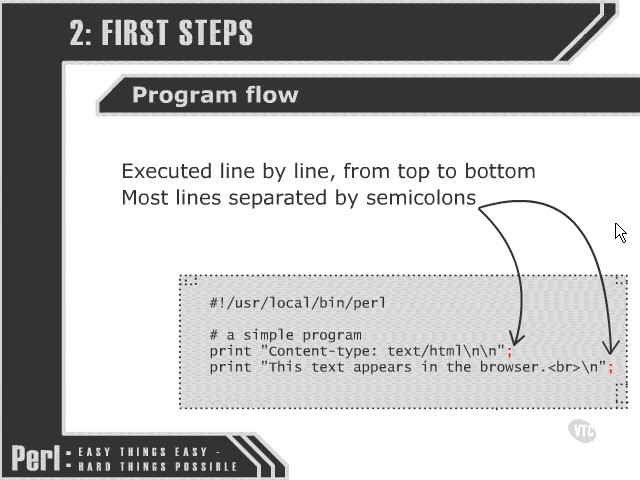 2: FIRST STEPS
Program flow
Executed line by line, from top to bottom
Most lines separated by semicolons
#!/usr/local/bin/perl
# a simple program
print "Content-type: text/html\n\n";
print "This text appears in the browser.<br>\n";
VTC
Perl: EASY THINGS EASY -
HARD THINGS POSSIBLE